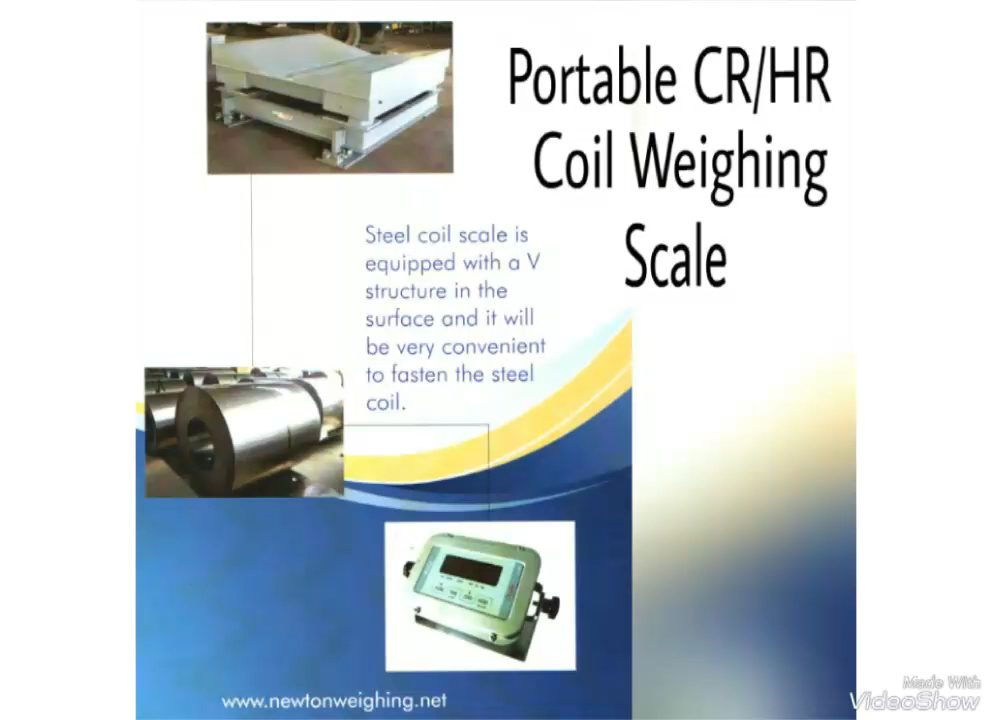 Portable CR/HR
Coil Weighing
Scale
Steel coil scale is
equipped with a V
structure in the
surface and it will
be very convenient
to fasten the steel
coil.
www.newtonweighing.net
Made With
VideoShow